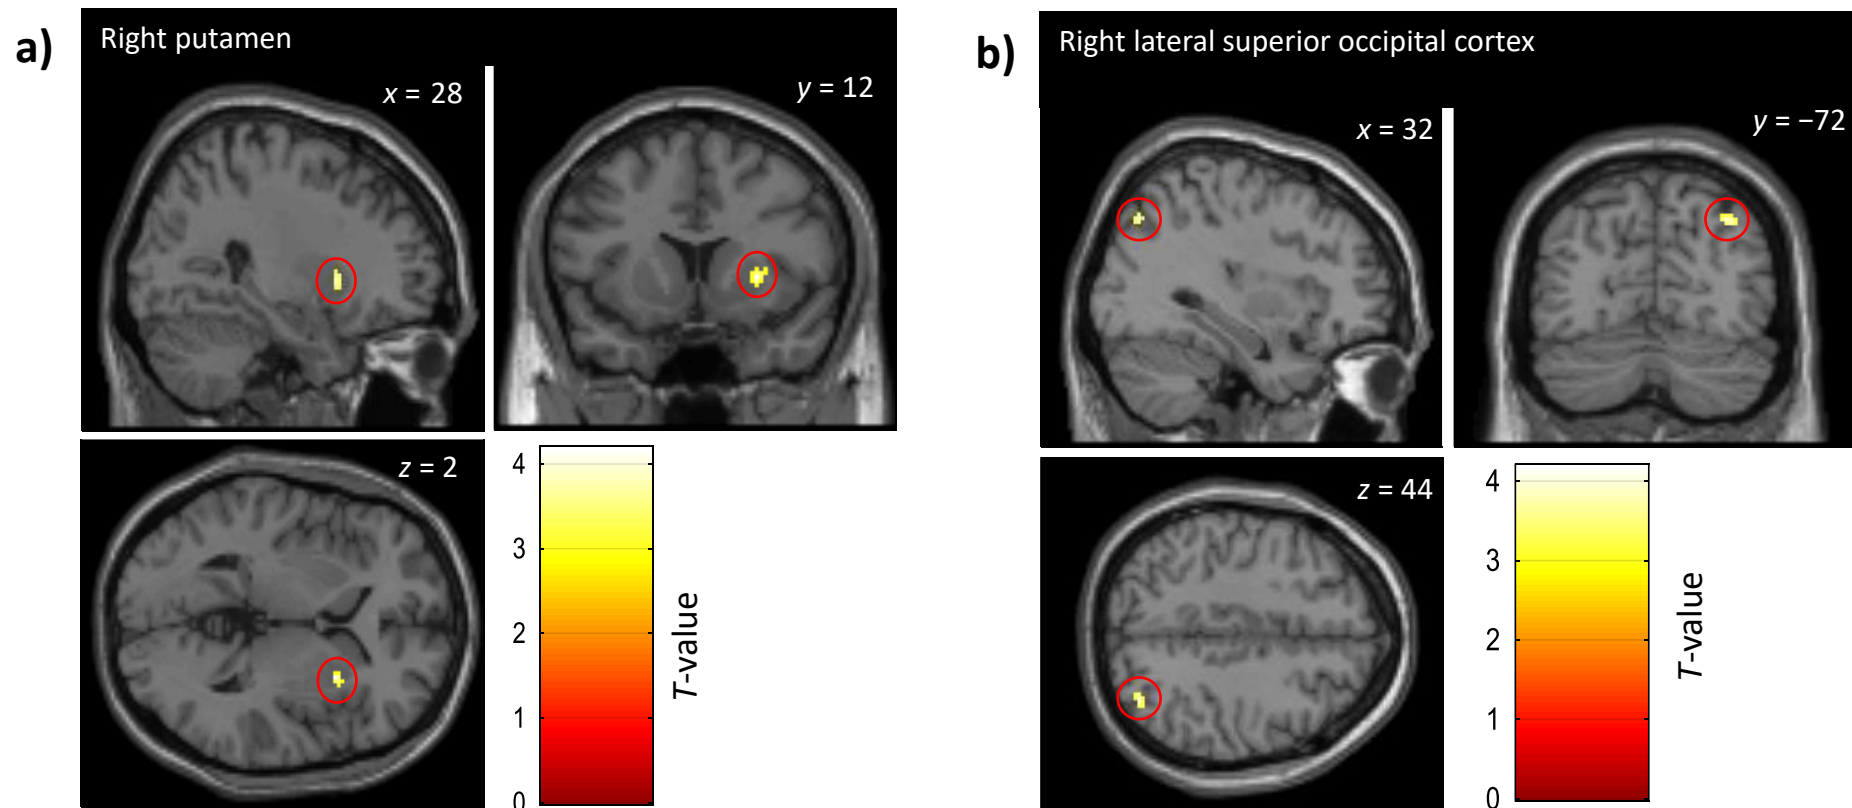 a)
Right putamen
x = 28
y = 12
z = 2
4
3
2
1
0
T-value
b)
Right lateral superior occipital cortex
x = 32
y = −72
z = 44
4
3
2
1
0
T-value